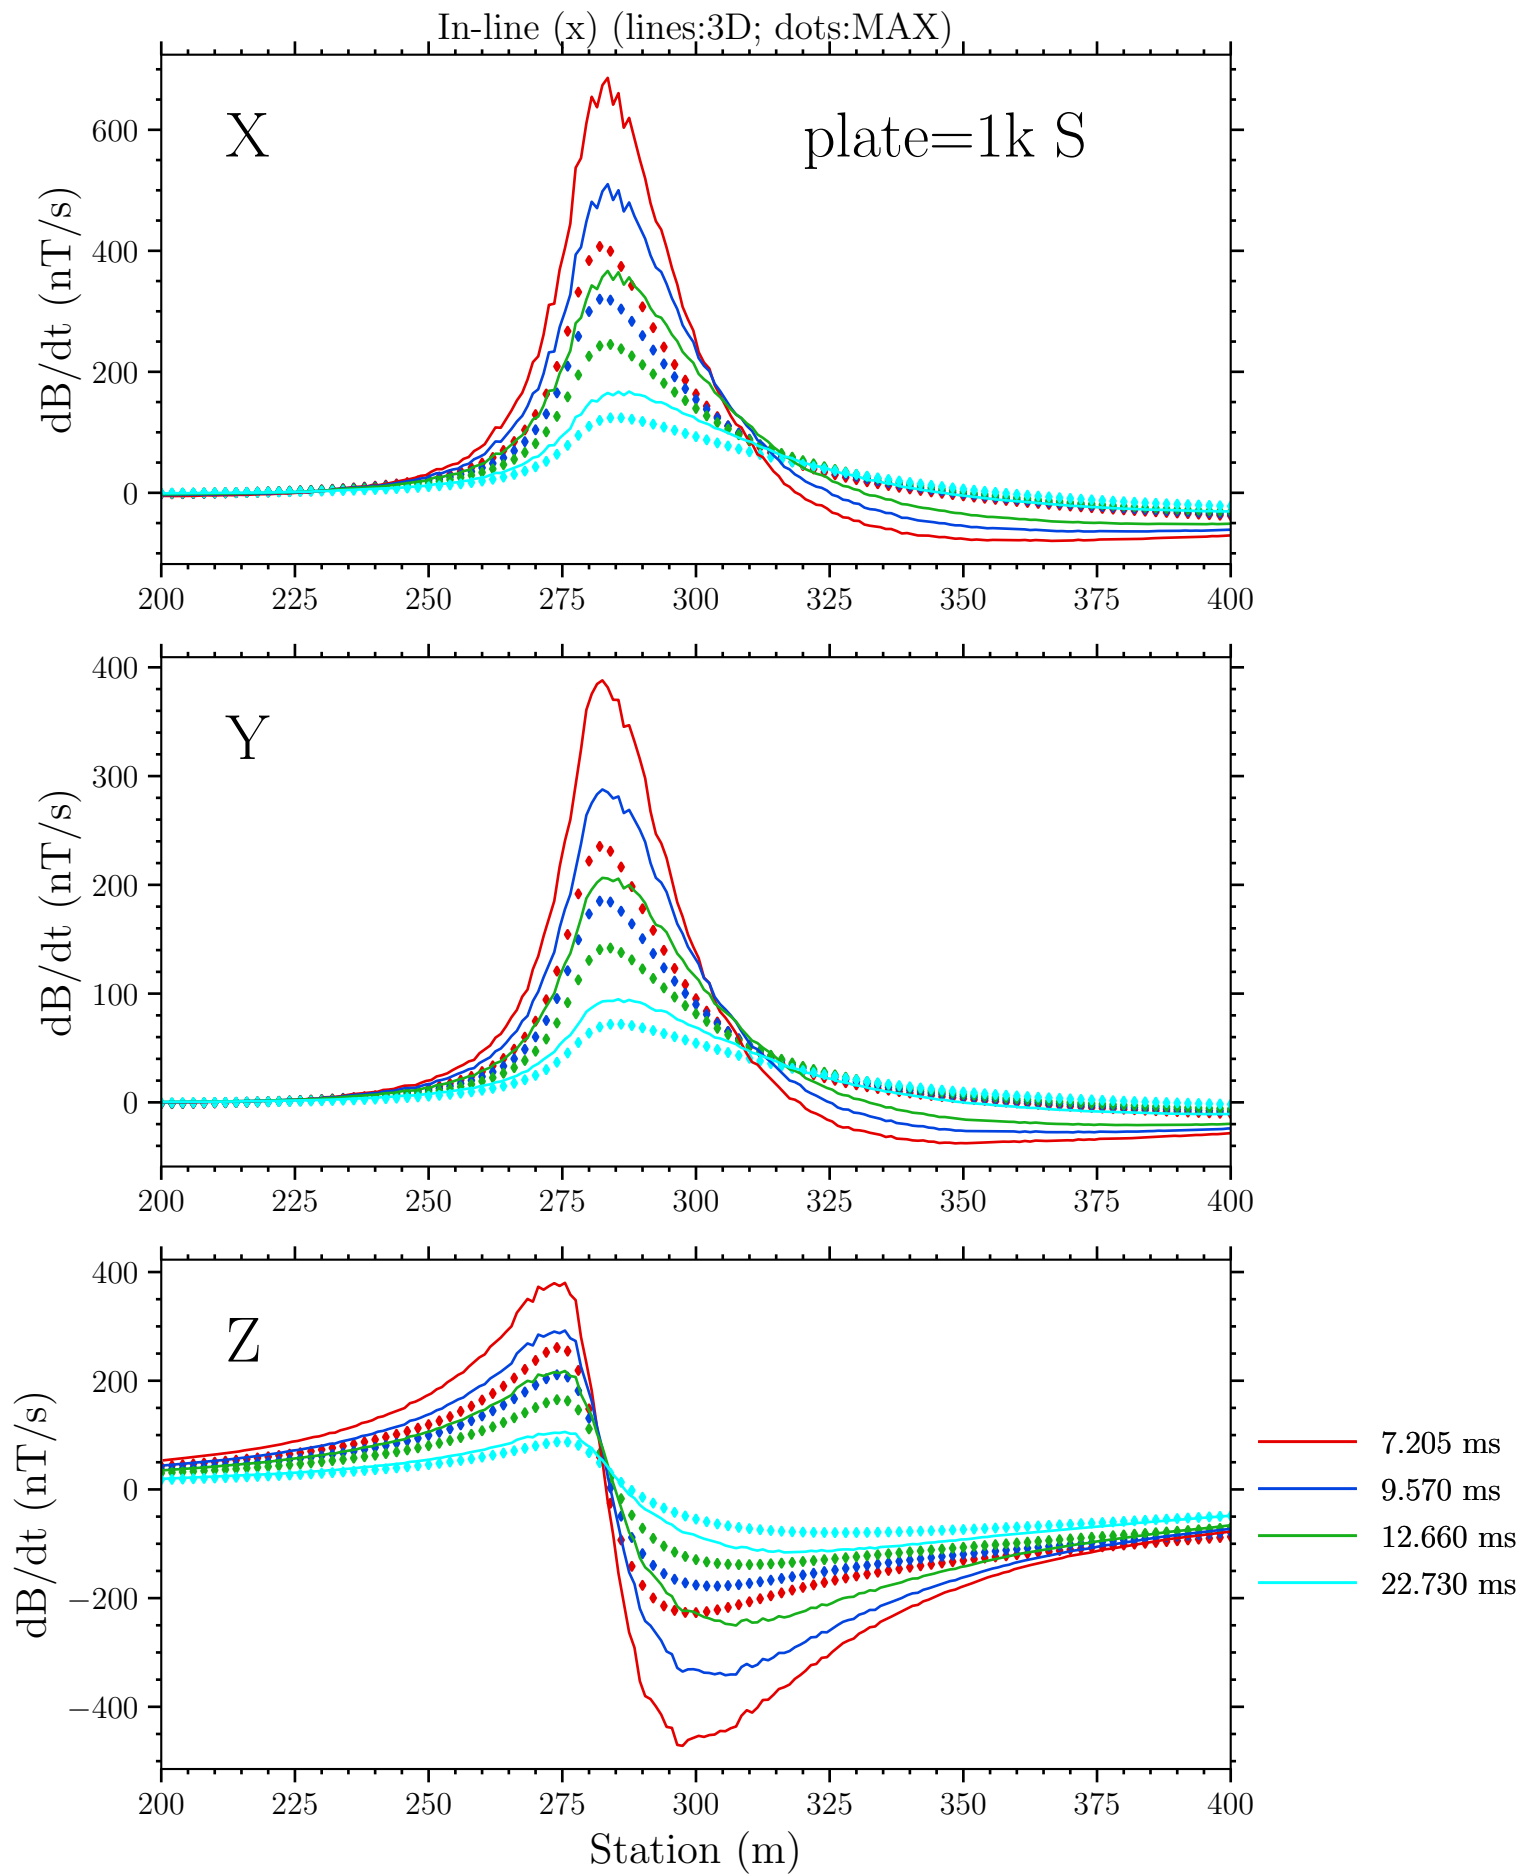 In-line (x) (lines:3D; dots:MAX)
X
plate=1k S
dB/dt (nT/s)
600
400
200
0
200 225 250 275 300 325 350 375 400
Y
dB/dt (nT/s)
400
300
200
100
0
200 225 250 275 300 325 350 375 400
Z
dB/dt (nT/s)
400
200
0
−200
−400
200 225 250 275 300 325 350 375 400
Station (m)
7.205 ms
9.570 ms
12.660 ms
22.730 ms